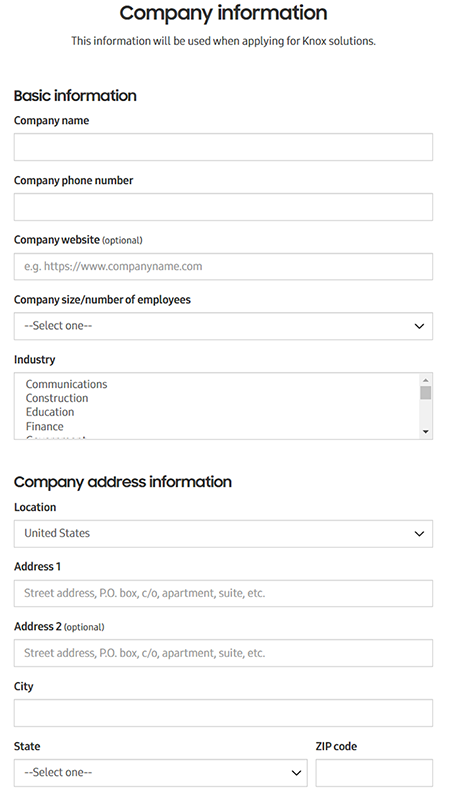 Company information
This information will be used when applying for Knox solutions.
Basic information
Company name
Company phone number
Company website (optional)
e.g. https://www.companyname.com
Company size/number of employees
--Select one--
Industry
Communications
Construction
Education
Finance
Company address information
Location
United States
Address 1
Street address, P.O. box, c/o, apartment, suite, etc.
Address 2 (optional)
Street address, P.O. box, c/o, apartment, suite, etc.
City
State ZIP code
--Select one--